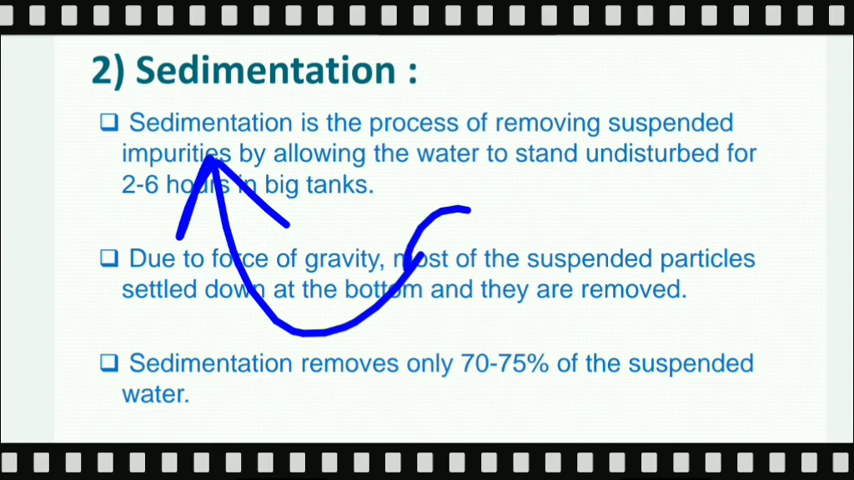 2) Sedimentation :
❑ Sedimentation is the process of removing suspended
impurities by allowing the water to stand undisturbed for
2-6 hours in big tanks.
❑ Due to force of gravity, most of the suspended particles
settled down at the bottom and they are removed.
❑ Sedimentation removes only 70-75% of the suspended
water.